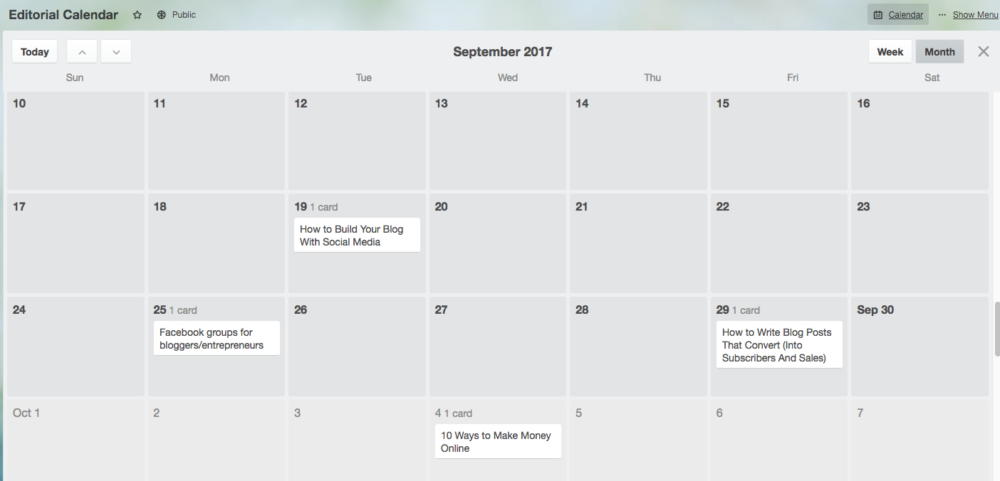 Editorial Calendar Public Calendar ... Show Menu
Today September 2017 Week Month
Sun Mon Tue Wed Thu Fri Sat
10 11 12 13 14 15 16
17 18 19 1 card 20 21 22 23
How to Build Your Blog
With Social Media
24 25 1 card 26 27 28 29 1 card Sep 30
Facebook groups for
bloggers/entrepreneurs
How to Write Blog Posts
That Convert (Into
Subscribers And Sales)
Oct 1 2 3 4 1 card 5 6 7
10 Ways to Make Money
Online